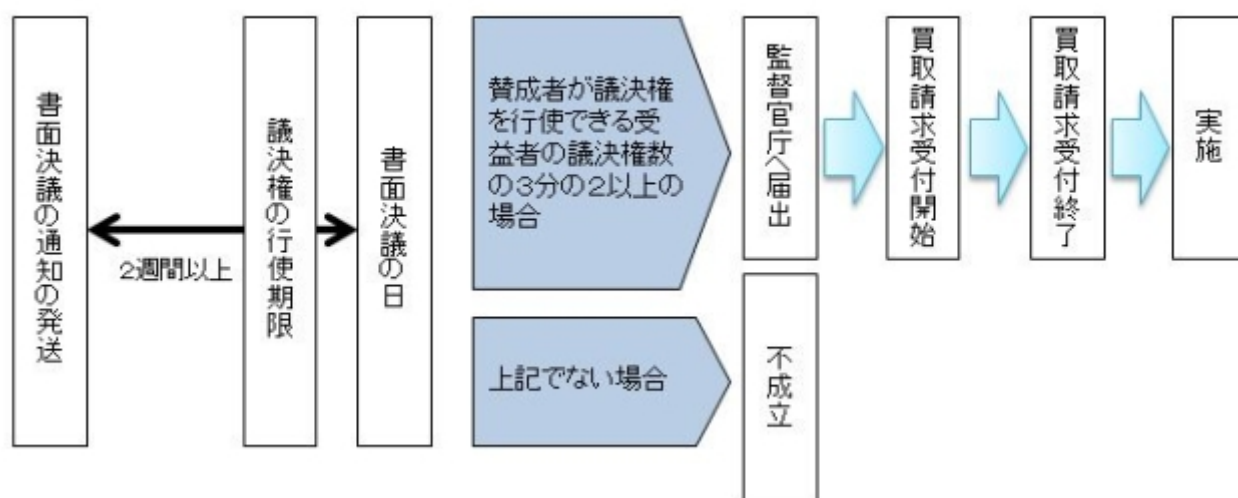 書面決議の通知の発送
2週間以上
議決権の行使期限
書面決議の日
賛成者が議決権
を行使できる受
益者の議決権数
の3分の2以上の
場合
監督官庁へ届出
買取請求受付開始
買取請求受付終了
実施
上記でない場合
不成立